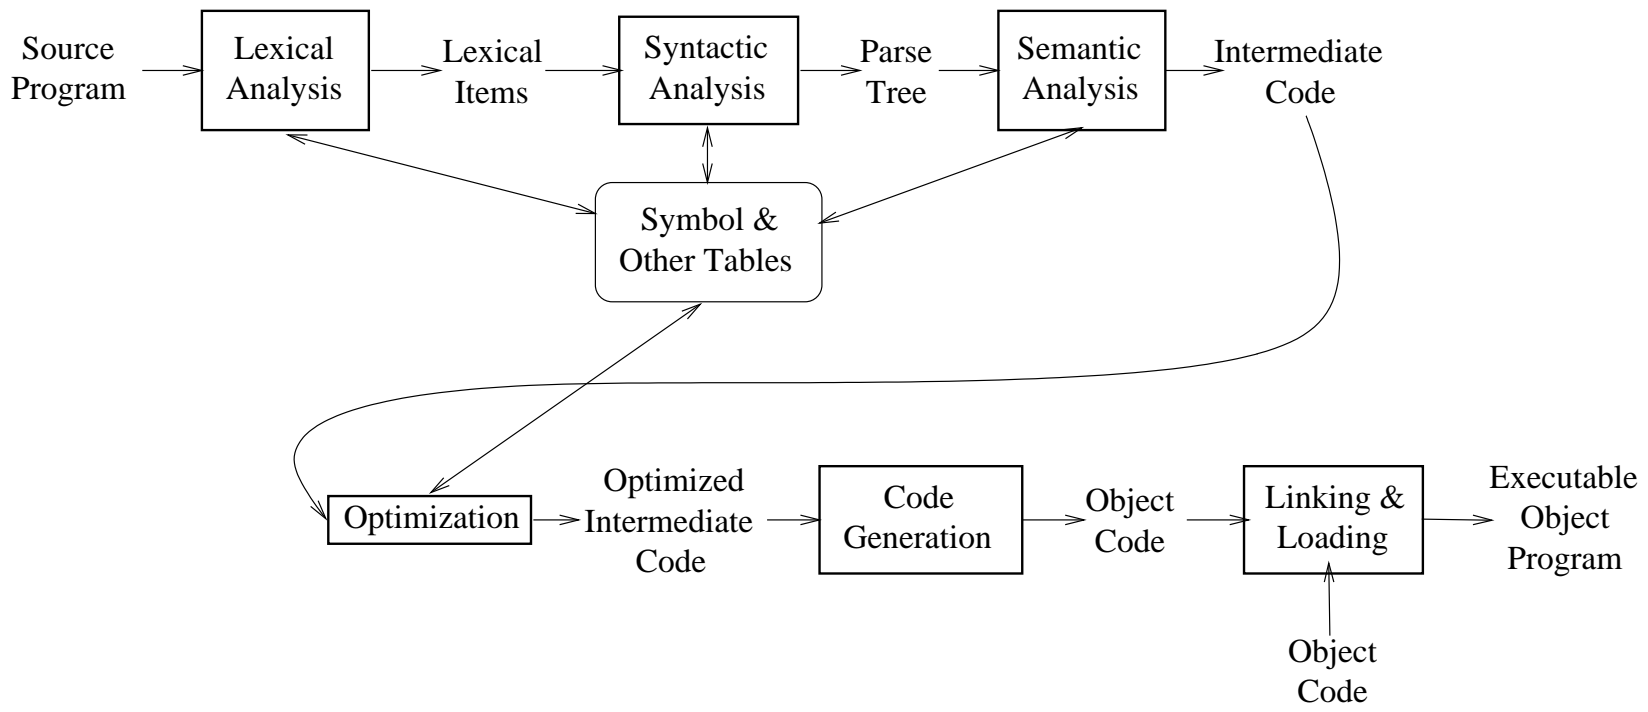 Source
Program
Lexical
Analysis
Lexical
Items
Syntactic
Analysis
Parse
Tree
Semantic
Analysis
Intermediate
Code
Symbol &
Other Tables
Optimization
Optimized
Intermediate
Code
Code
Generation
Object
Code
Linking &
Loading
Executable
Object
Program
Object
Code